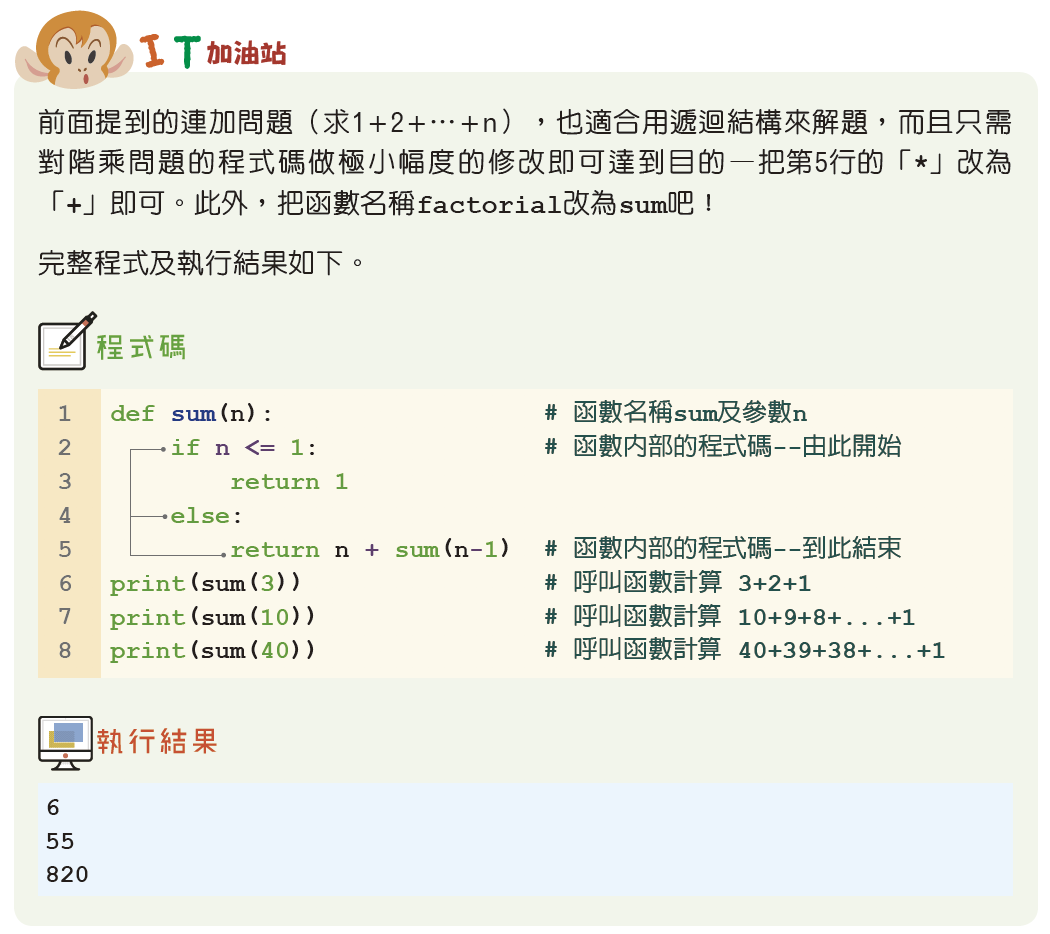 IT加油站
前面提到的連加問題（求1＋2＋…＋n），也適合用遞迴結構來解題，而且只需
對階乘問題的程式碼做極小幅度的修改即可達到目的—把第5行的「*」改為
「+」即可。此外，把函數名稱factorial改為sum吧！
完整程式及執行結果如下。
程式碼
1 def sum(n): # 函數名稱sum及參數n
2 if n <= 1: # 函數內部的程式碼--由此開始
3 return 1
4 else:
5 return n + sum(n-1) # 函數內部的程式碼--到此結束
6 print(sum(3)) # 呼叫函數計算 3+2+1
7 print(sum(10)) # 呼叫函數計算 10+9+8+...+1
8 print(sum(40)) # 呼叫函數計算 40+39+38+...+1
執行結果
6
55
820